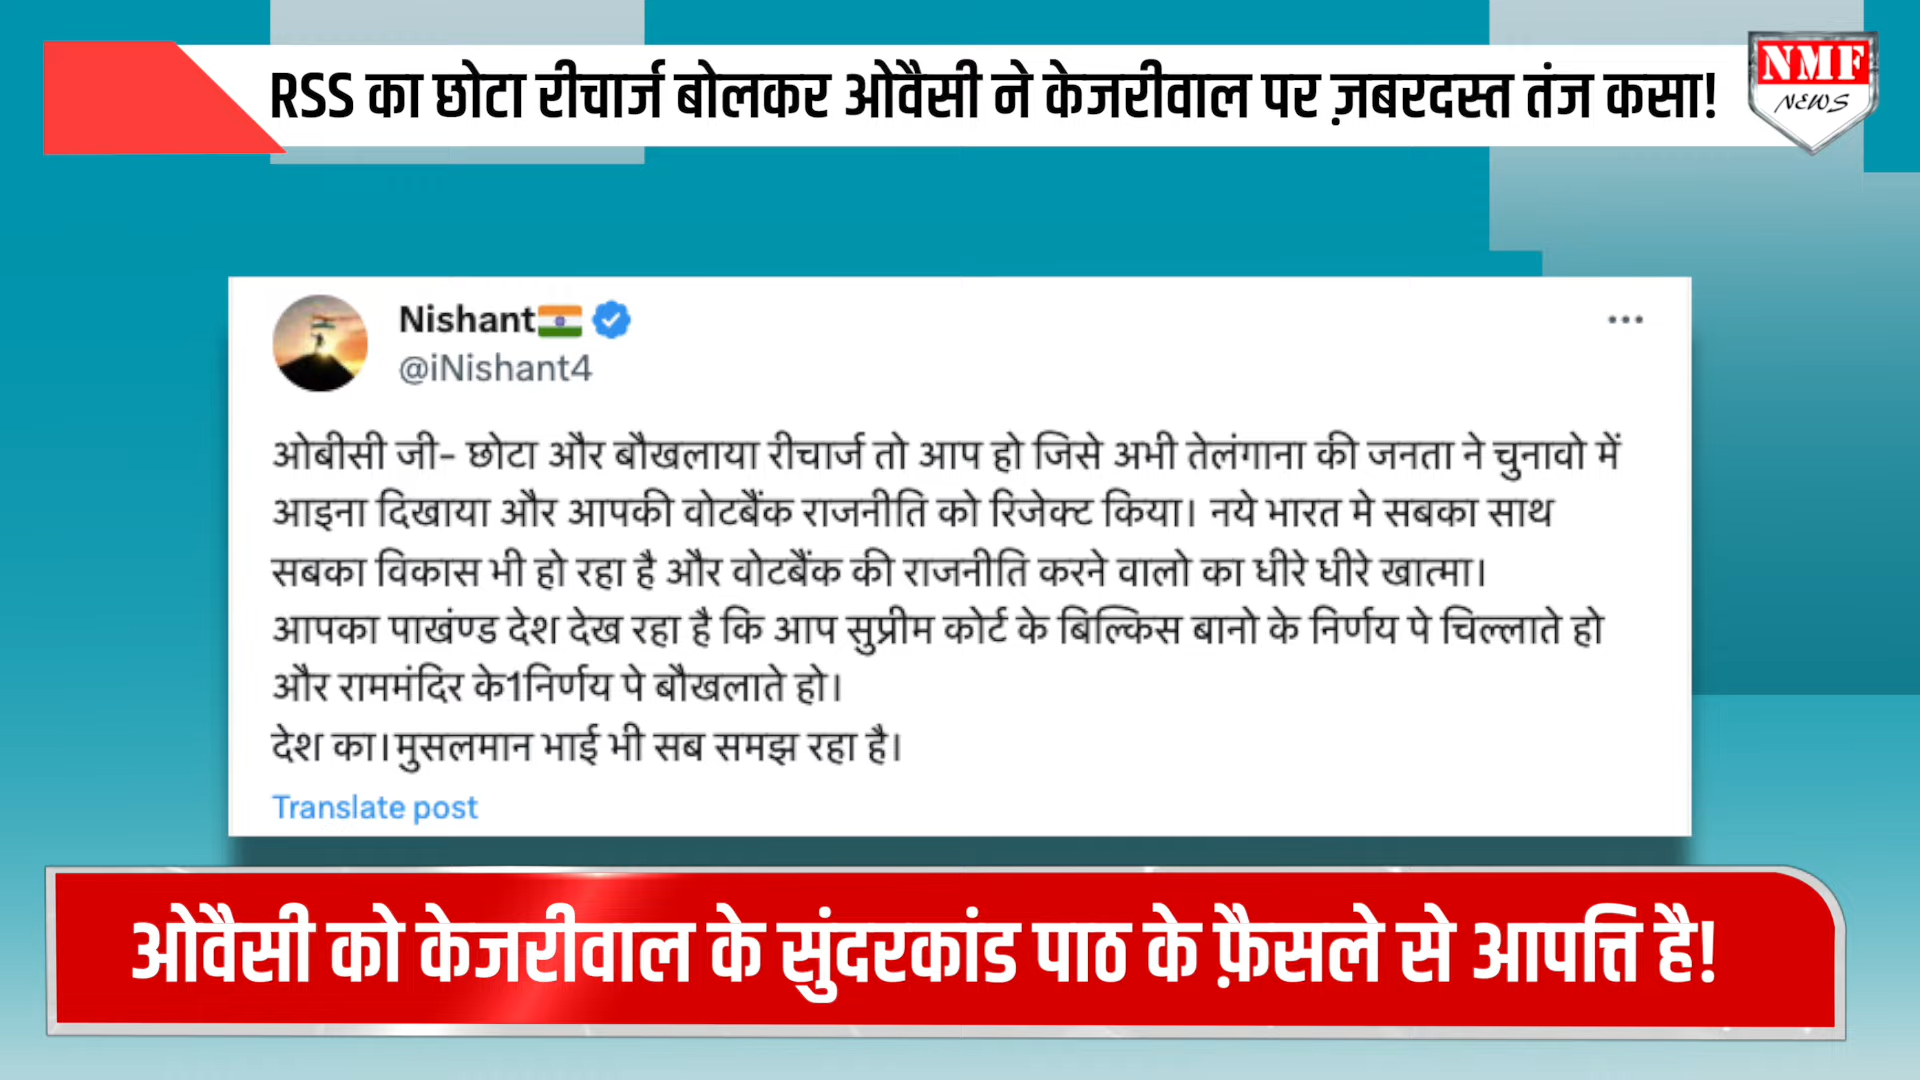 RSS का छोटा रीचार्ज बोलकर ओवैसी ने केजरीवाल पर ज़बरदस्त तंज कसा!
NMF
NEWS
Nishant🇮🇳
@iNishant4
ओबीसी जी- छोटा और बौखलाया रीचार्ज तो आप हो जिसे अभी तेलंगाना की जनता ने चुनावो में
आइना दिखाया और आपकी वोटबैंक राजनीति को रिजेक्ट किया। नये भारत मे सबका साथ
सबका विकास भी हो रहा है और वोटबैंक की राजनीति करने वालो का धीरे धीरे खात्मा।
आपका पाखंण्ड देश देख रहा है कि आप सुप्रीम कोर्ट के बिल्किस बानो के निर्णय पे चिल्लाते हो
और राममंदिर के1निर्णय पे बौखलाते हो।
देश का।मुसलमान भाई भी सब समझ रहा है।
Translate post
ओवैसी को केजरीवाल के सुंदरकांड पाठ के फ़ैसले से आपत्ति है!